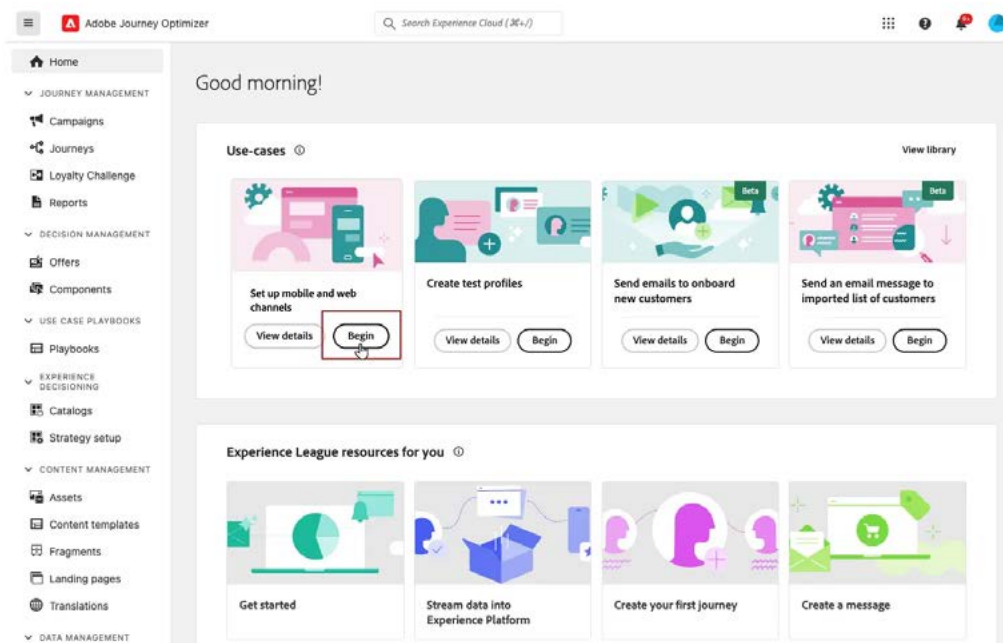 Adobe Journey Optimizer
Search Experience Cloud (⌘+/)
Home
JOURNEY MANAGEMENT
Campaigns
Journeys
Loyalty Challenge
Reports
DECISION MANAGEMENT
Offers
Components
USE CASE PLAYBOOKS
Playbooks
EXPERIENCE
DECISIONING
Catalogs
Strategy setup
CONTENT MANAGEMENT
Assets
Content templates
Fragments
Landing pages
Translations
DATA MANAGEMENT
Good morning!
Use-cases
View library
Set up mobile and web
channels
View details
Begin
Create test profiles
View details
Begin
Beta
Send emails to onboard
new customers
View details
Begin
Beta
Send an email message to
imported list of customers
View details
Begin
Experience League resources for you
Get started
Stream data into
Experience Platform
Create your first journey
Create a message